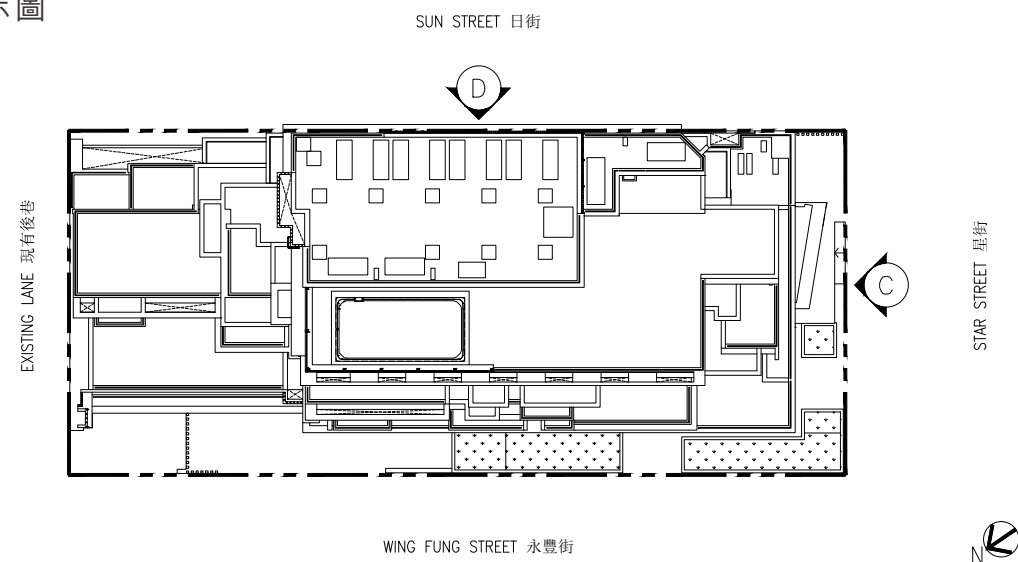 示圖
SUN STREET 日街
D
EXISTING LANE 現有後巷
C
STAR STREET 星街
WING FUNG STREET 永豐街
N